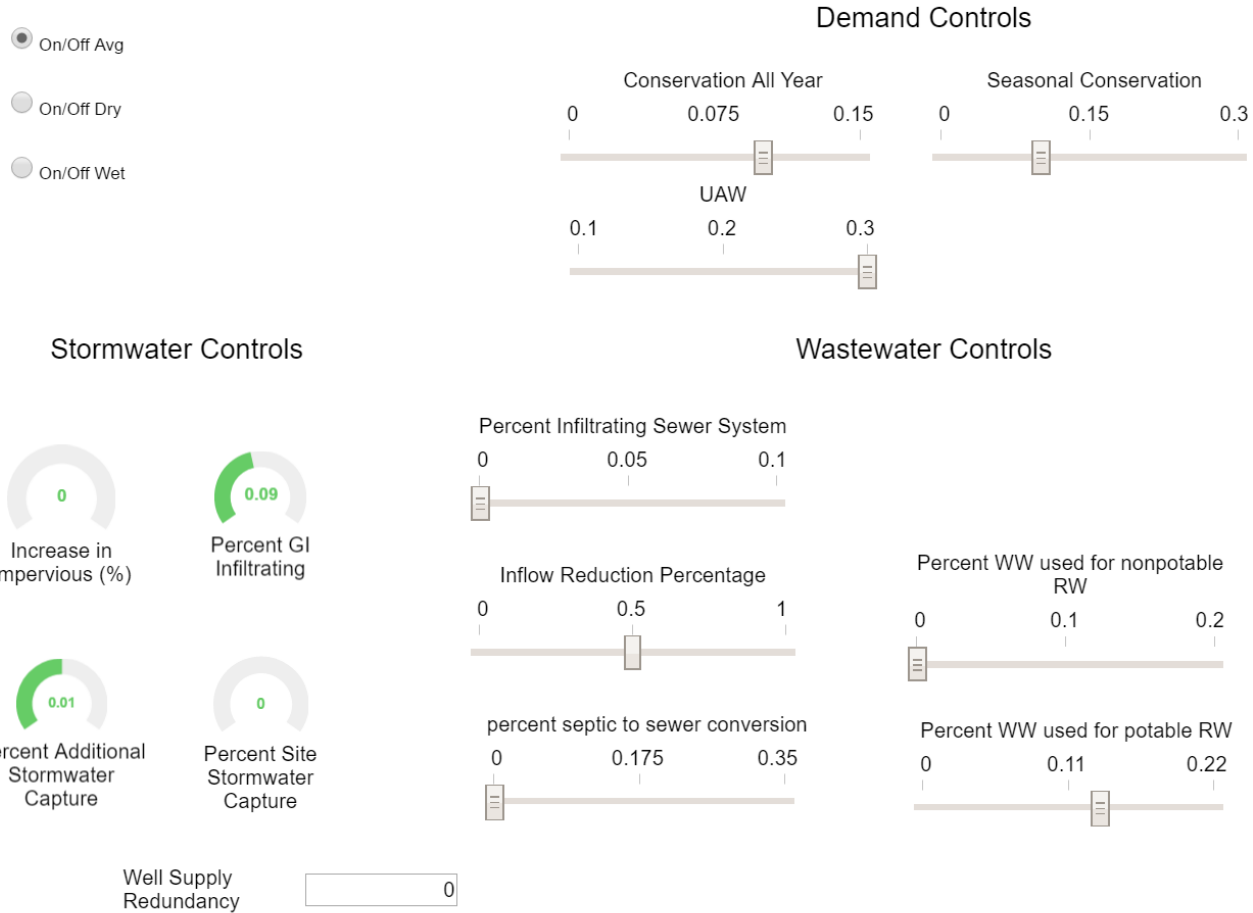 Demand Controls
On/Off Avg
On/Off Dry
On/Off Wet
Conservation All Year
0 0.075 0.15
Seasonal Conservation
0 0.15 0.3
UAW
0.1 0.2 0.3
Stormwater Controls
0
Increase in
mpervious (%)
0.09
Percent GI
Infiltrating
0.01
ercent Additional
Stormwater
Capture
0
Percent Site
Stormwater
Capture
Wastewater Controls
Percent Infiltrating Sewer System
0 0.05 0.1
Inflow Reduction Percentage
0 0.5 1
percent septic to sewer conversion
0 0.175 0.35
Percent WW used for nonpotable
RW
0 0.1 0.2
Percent WW used for potable RW
0 0.11 0.22
Well Supply
Redundancy
0